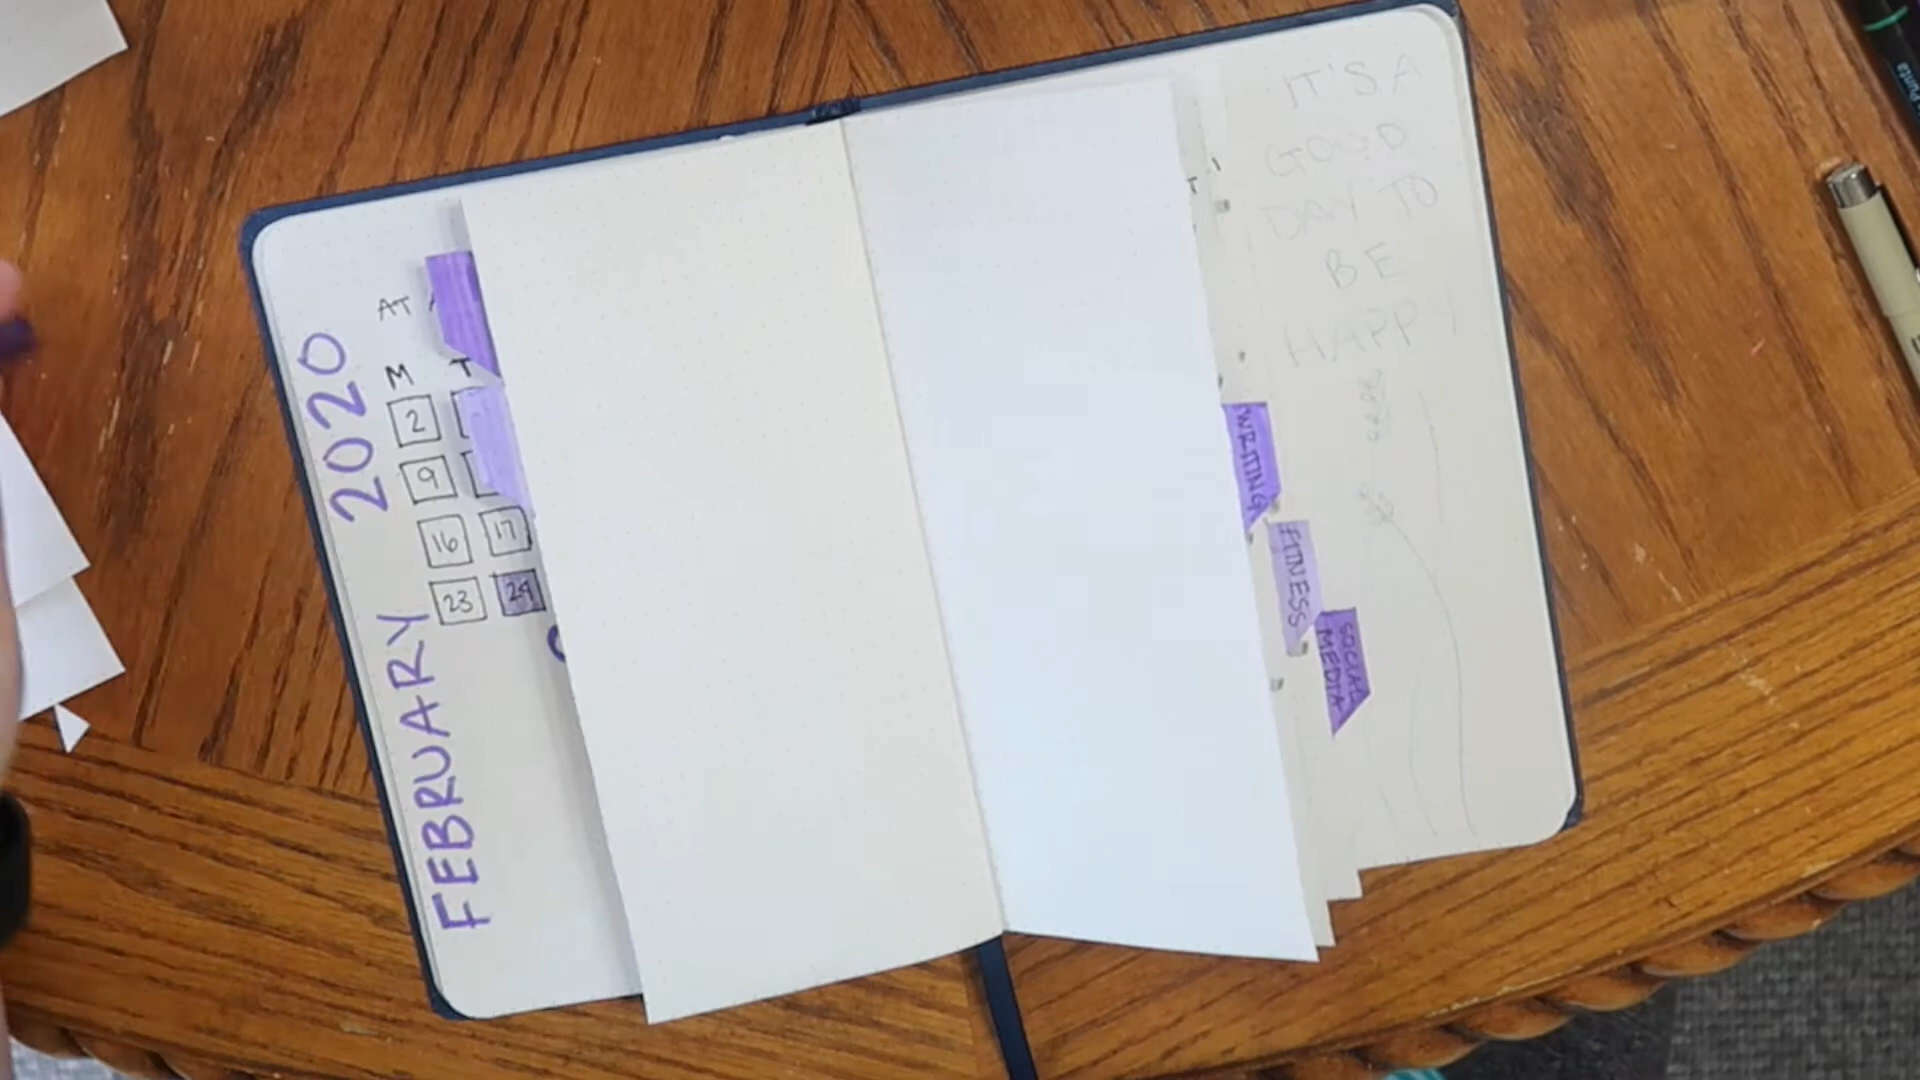 FEBRUARY 2020
AT
M T
2
9
16 17
23 24
T
WRITING
FITNESS
SOCIAL
MEDIA
IT'S A
GOOD
DAY TO
BE
HAPPY